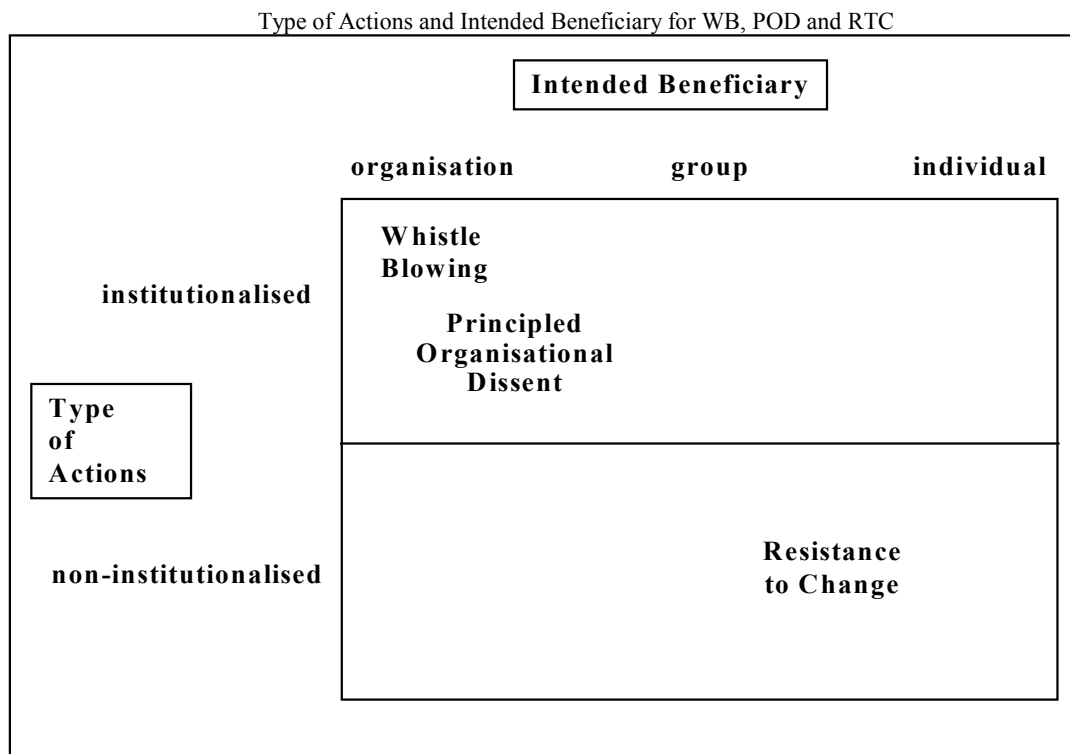 Type of Actions and Intended Beneficiary for WB, POD and RTC
Intended Beneficiary
organisation group individual
Whistle
Blowing
institutionalised
Principled
Organisational
Dissent
Type
of
Actions
Resistance
to Change
non-institutionalised